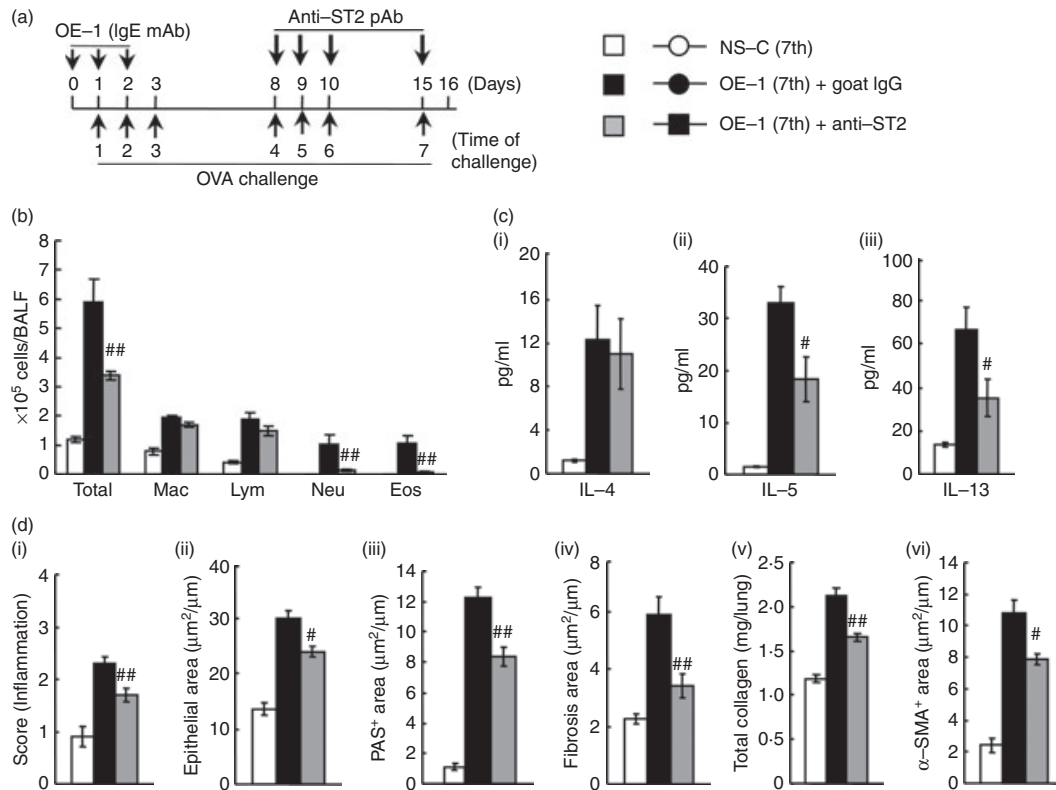 (a)
OE–1 (IgE mAb)
Anti–ST2 pAb
0 1 2 3 8 9 10 15 16 (Days)
1 2 3 4 5 6 7 (Time of
challenge)
OVA challenge
NS–C (7th)
OE–1 (7th) + goat IgG
OE–1 (7th) + anti–ST2
(b)
×10⁵ cells/BALF
8
7
6
5
4
3
2
1
0
##
##
##
Total Mac Lym Neu Eos
(c)
(i)
pg/ml
20
16
12
8
4
0
IL–4
(ii)
pg/ml
40
30
20
10
0
#
IL–5
(iii)
pg/ml
100
80
60
40
20
0
#
IL–13
(d)
(i)
Score (Inflammation)
4
3
2
1
0
##
(ii)
Epithelial area (μm²/μm)
40
30
20
10
0
#
(iii)
PAS⁺ area (μm²/μm)
14
12
10
8
6
4
2
0
##
(iv)
Fibrosis area (μm²/μm)
8
6
4
2
0
##
(v)
Total collagen (mg/lung)
2·5
2·0
1·5
1·0
0·5
0
##
(vi)
α–SMA⁺ area (μm²/μm)
14
12
10
8
6
4
2
0
#